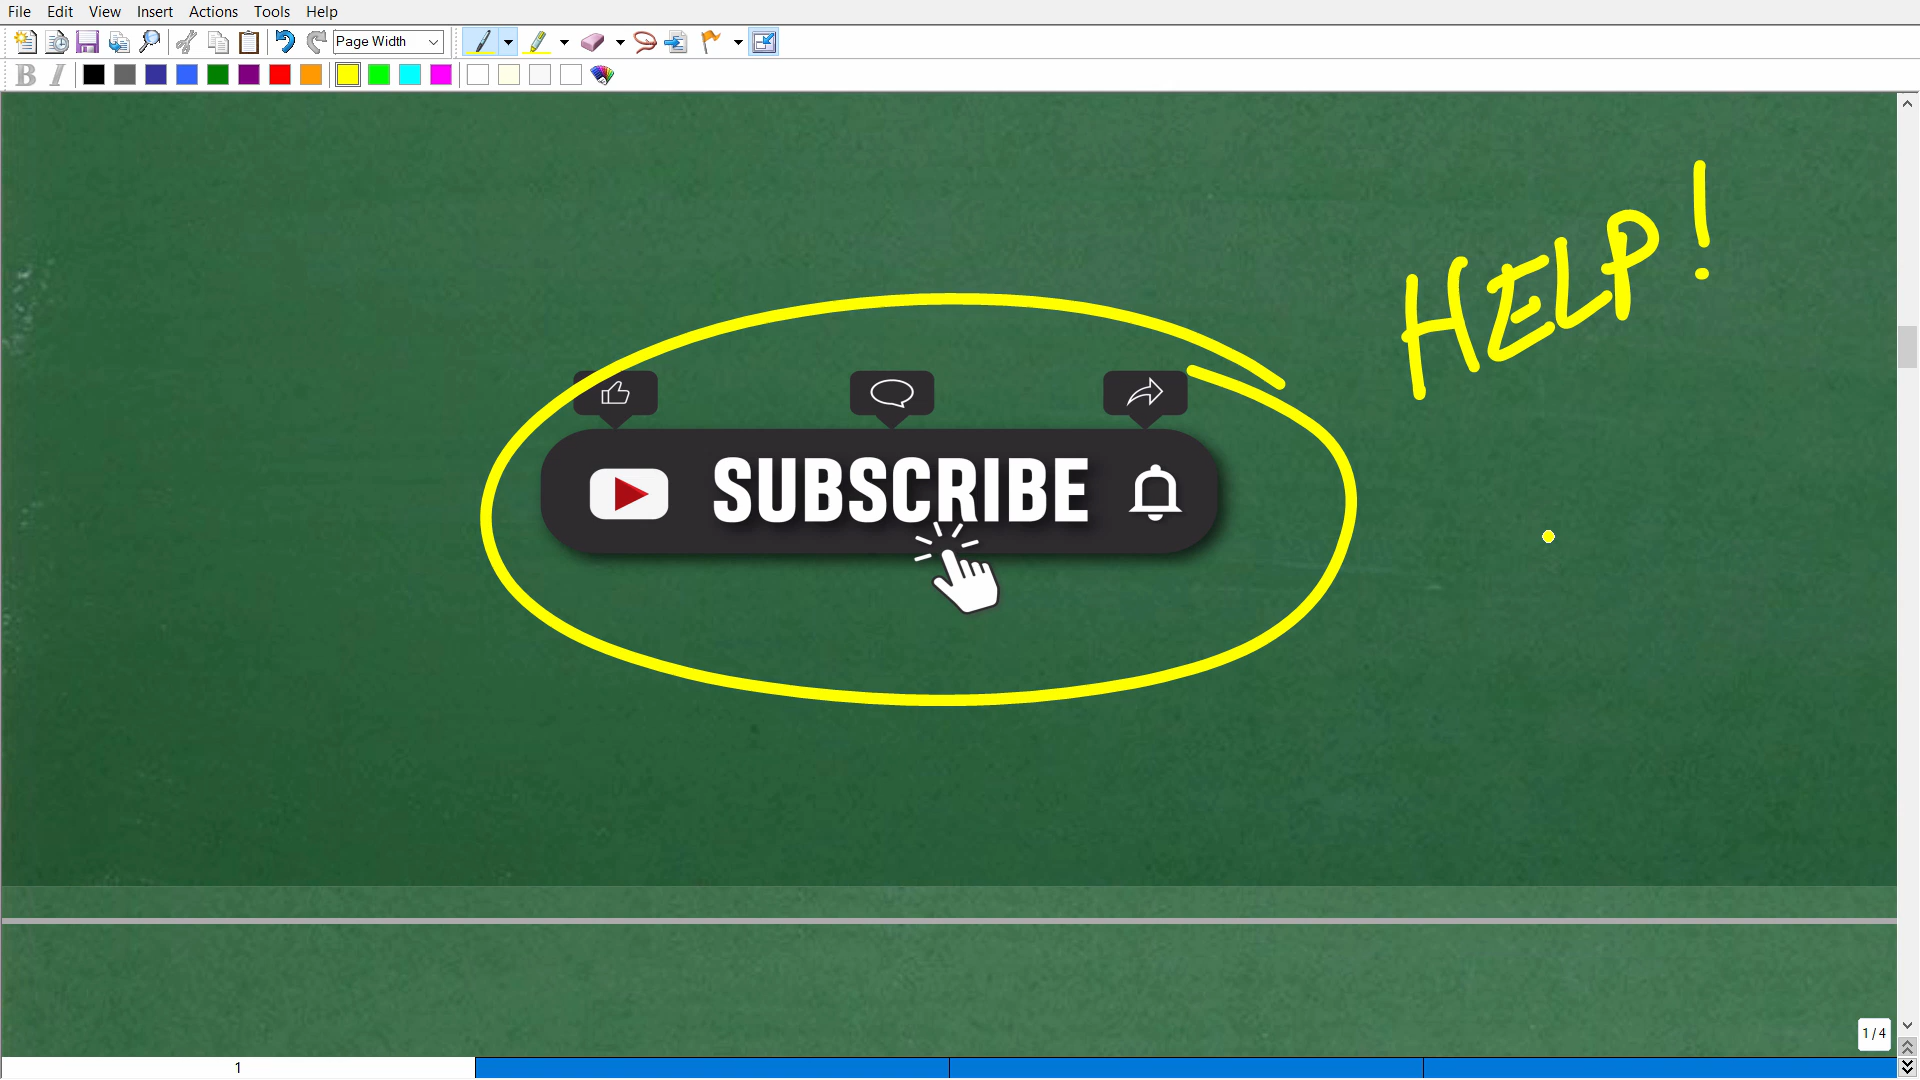 File Edit View Insert Actions Tools Help
Page Width
B I
HELP!
SUBSCRIBE
1 / 4
1